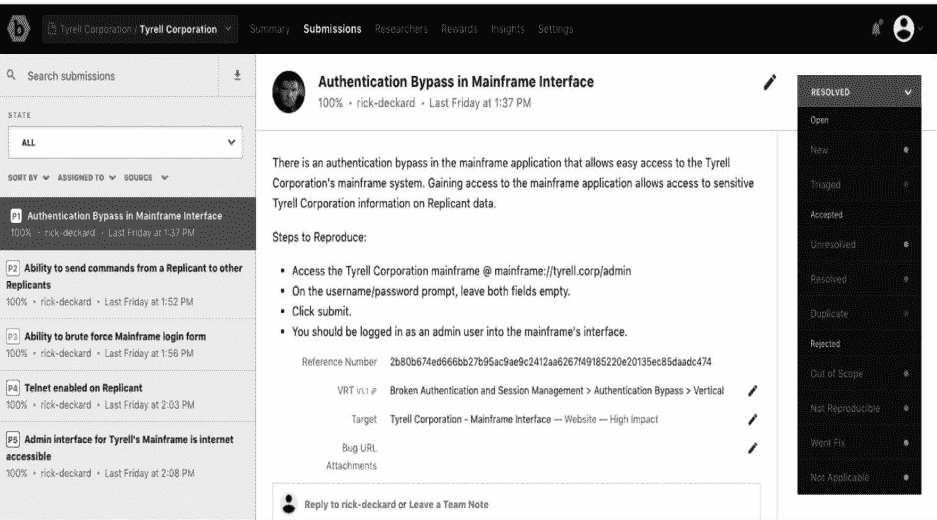 b
Tyrell Corporation / Tyrell Corporation
Summary Submissions Researchers Rewards Insights Settings
Search submissions
STATE
ALL
SORT BY ASSIGNED TO SOURCE
P1 Authentication Bypass in Mainframe Interface
100% • rick-deckard • Last Friday at 1:37 PM
P2 Ability to send commands from a Replicant to other
Replicants
100% • rick-deckard • Last Friday at 1:52 PM
P3 Ability to brute force Mainframe login form
100% • rick-deckard • Last Friday at 1:56 PM
P4 Telnet enabled on Replicant
100% • rick-deckard • Last Friday at 2:03 PM
P5 Admin interface for Tyrell's Mainframe is internet
accessible
100% • rick-deckard • Last Friday at 2:08 PM
Authentication Bypass in Mainframe Interface
100% • rick-deckard • Last Friday at 1:37 PM
There is an authentication bypass in the mainframe application that allows easy access to the Tyrell
Corporation's mainframe system. Gaining access to the mainframe application allows access to sensitive
Tyrell Corporation information on Replicant data.
Steps to Reproduce:
• Access the Tyrell Corporation mainframe @ mainframe://tyrell.corp/admin
• On the username/password prompt, leave both fields empty.
• Click submit.
• You should be logged in as an admin user into the mainframe's interface.
Reference Number 2b80b674ed666bb27b95ac9ae9c2412aa6267f49185220e20135ec85daadc474
VRT V1.1 Broken Authentication and Session Management > Authentication Bypass > Vertical
Target Tyrell Corporation - Mainframe Interface — Website — High Impact
Bug URL
Attachments
Reply to rick-deckard or Leave a Team Note
RESOLVED
Open
New
Triaged
Accepted
Unresolved
Resolved
Duplicate
Rejected
Out of Scope
Not Reproducible
Wont Fix
Not Applicable